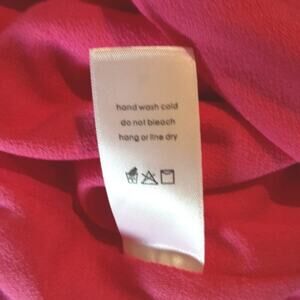 hand wash cold
do not bleach
hang or line dry